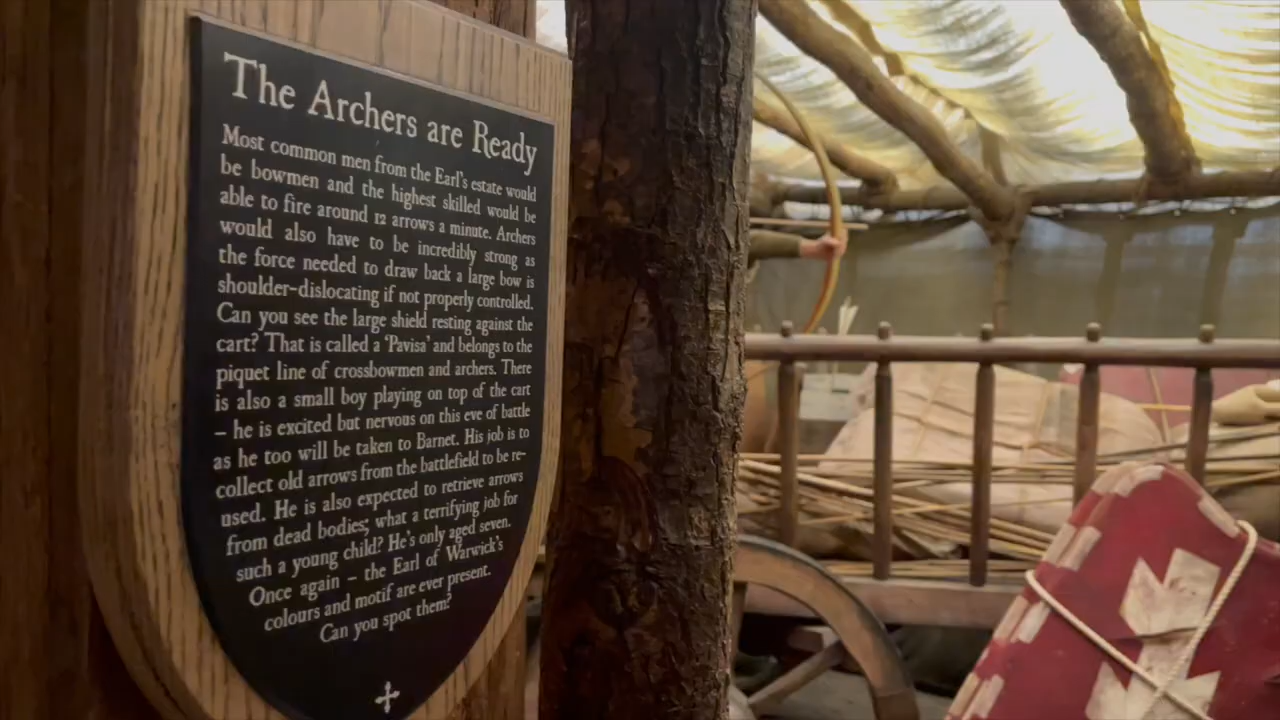 The Archers are Ready
Most common men from the Earl's estate would
be bowmen and the highest skilled would be
able to fire around 12 arrows a minute. Archers
would also have to be incredibly strong as
the force needed to draw back a large bow is
shoulder-dislocating if not properly controlled.
Can you see the large shield resting against the
cart? That is called a 'Pavisa' and belongs to the
piquet line of crossbowmen and archers. There
is also a small boy playing on top of the cart
– he is excited but nervous on this eve of battle
as he too will be taken to Barnet. His job is to
collect old arrows from the battlefield to be re-
used. He is also expected to retrieve arrows
from dead bodies; what a terrifying job for
such a young child? He's only aged seven.
Once again – the Earl of Warwick's
colours and motif are ever present.
Can you spot them?